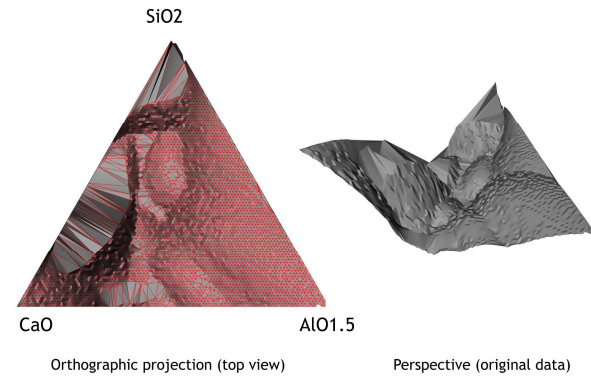 SiO2
CaO
AlO1.5
Orthographic projection (top view)
Perspective (original data)